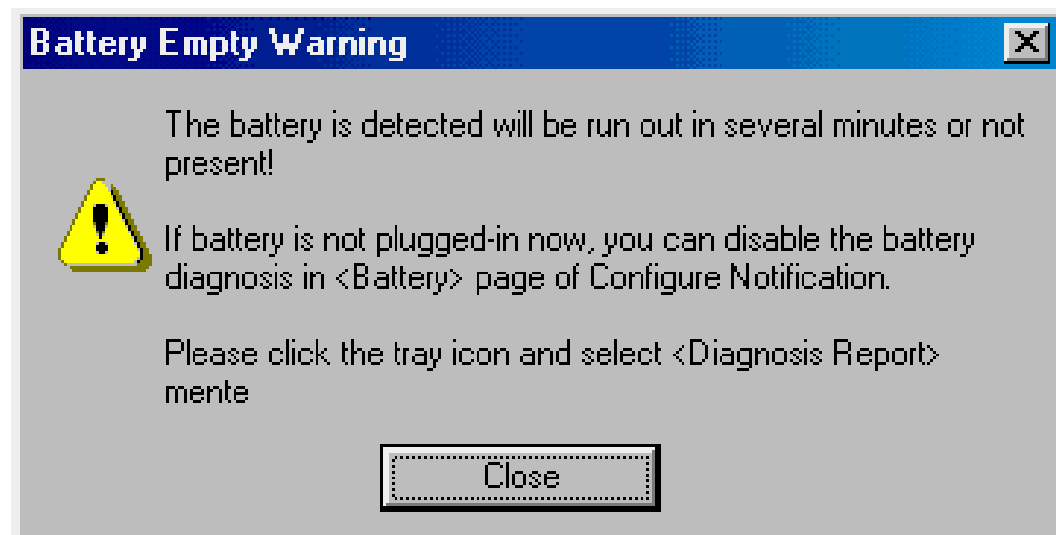 Battery Empty Warning
The battery is detected will be run out in several minutes or not
present!
If battery is not plugged-in now, you can disable the battery
diagnosis in <Battery> page of Configure Notification.
Please click the tray icon and select <Diagnosis Report>
mente
Close